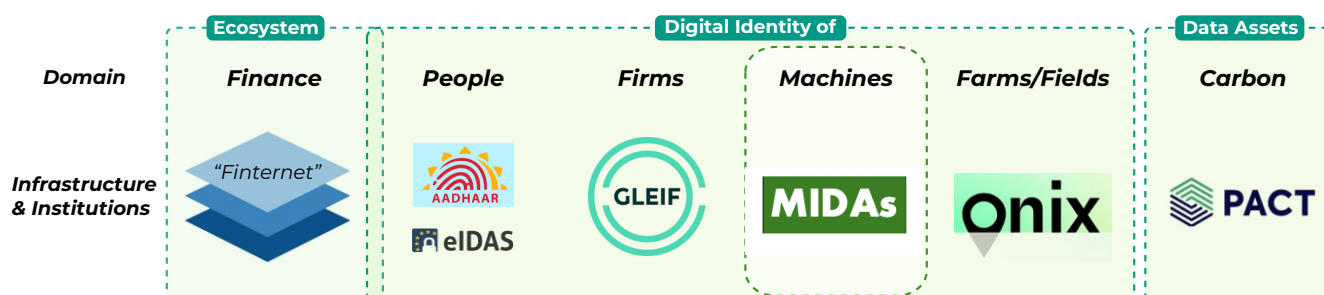 Ecosystem
Digital Identity of
Data Assets
Domain
Finance
People
Firms
Machines
Farms/Fields
Carbon
Infrastructure
& Institutions
“Finternet”
AADHAAR
eIDAS
GLEIF
MIDAs
onix
PACT